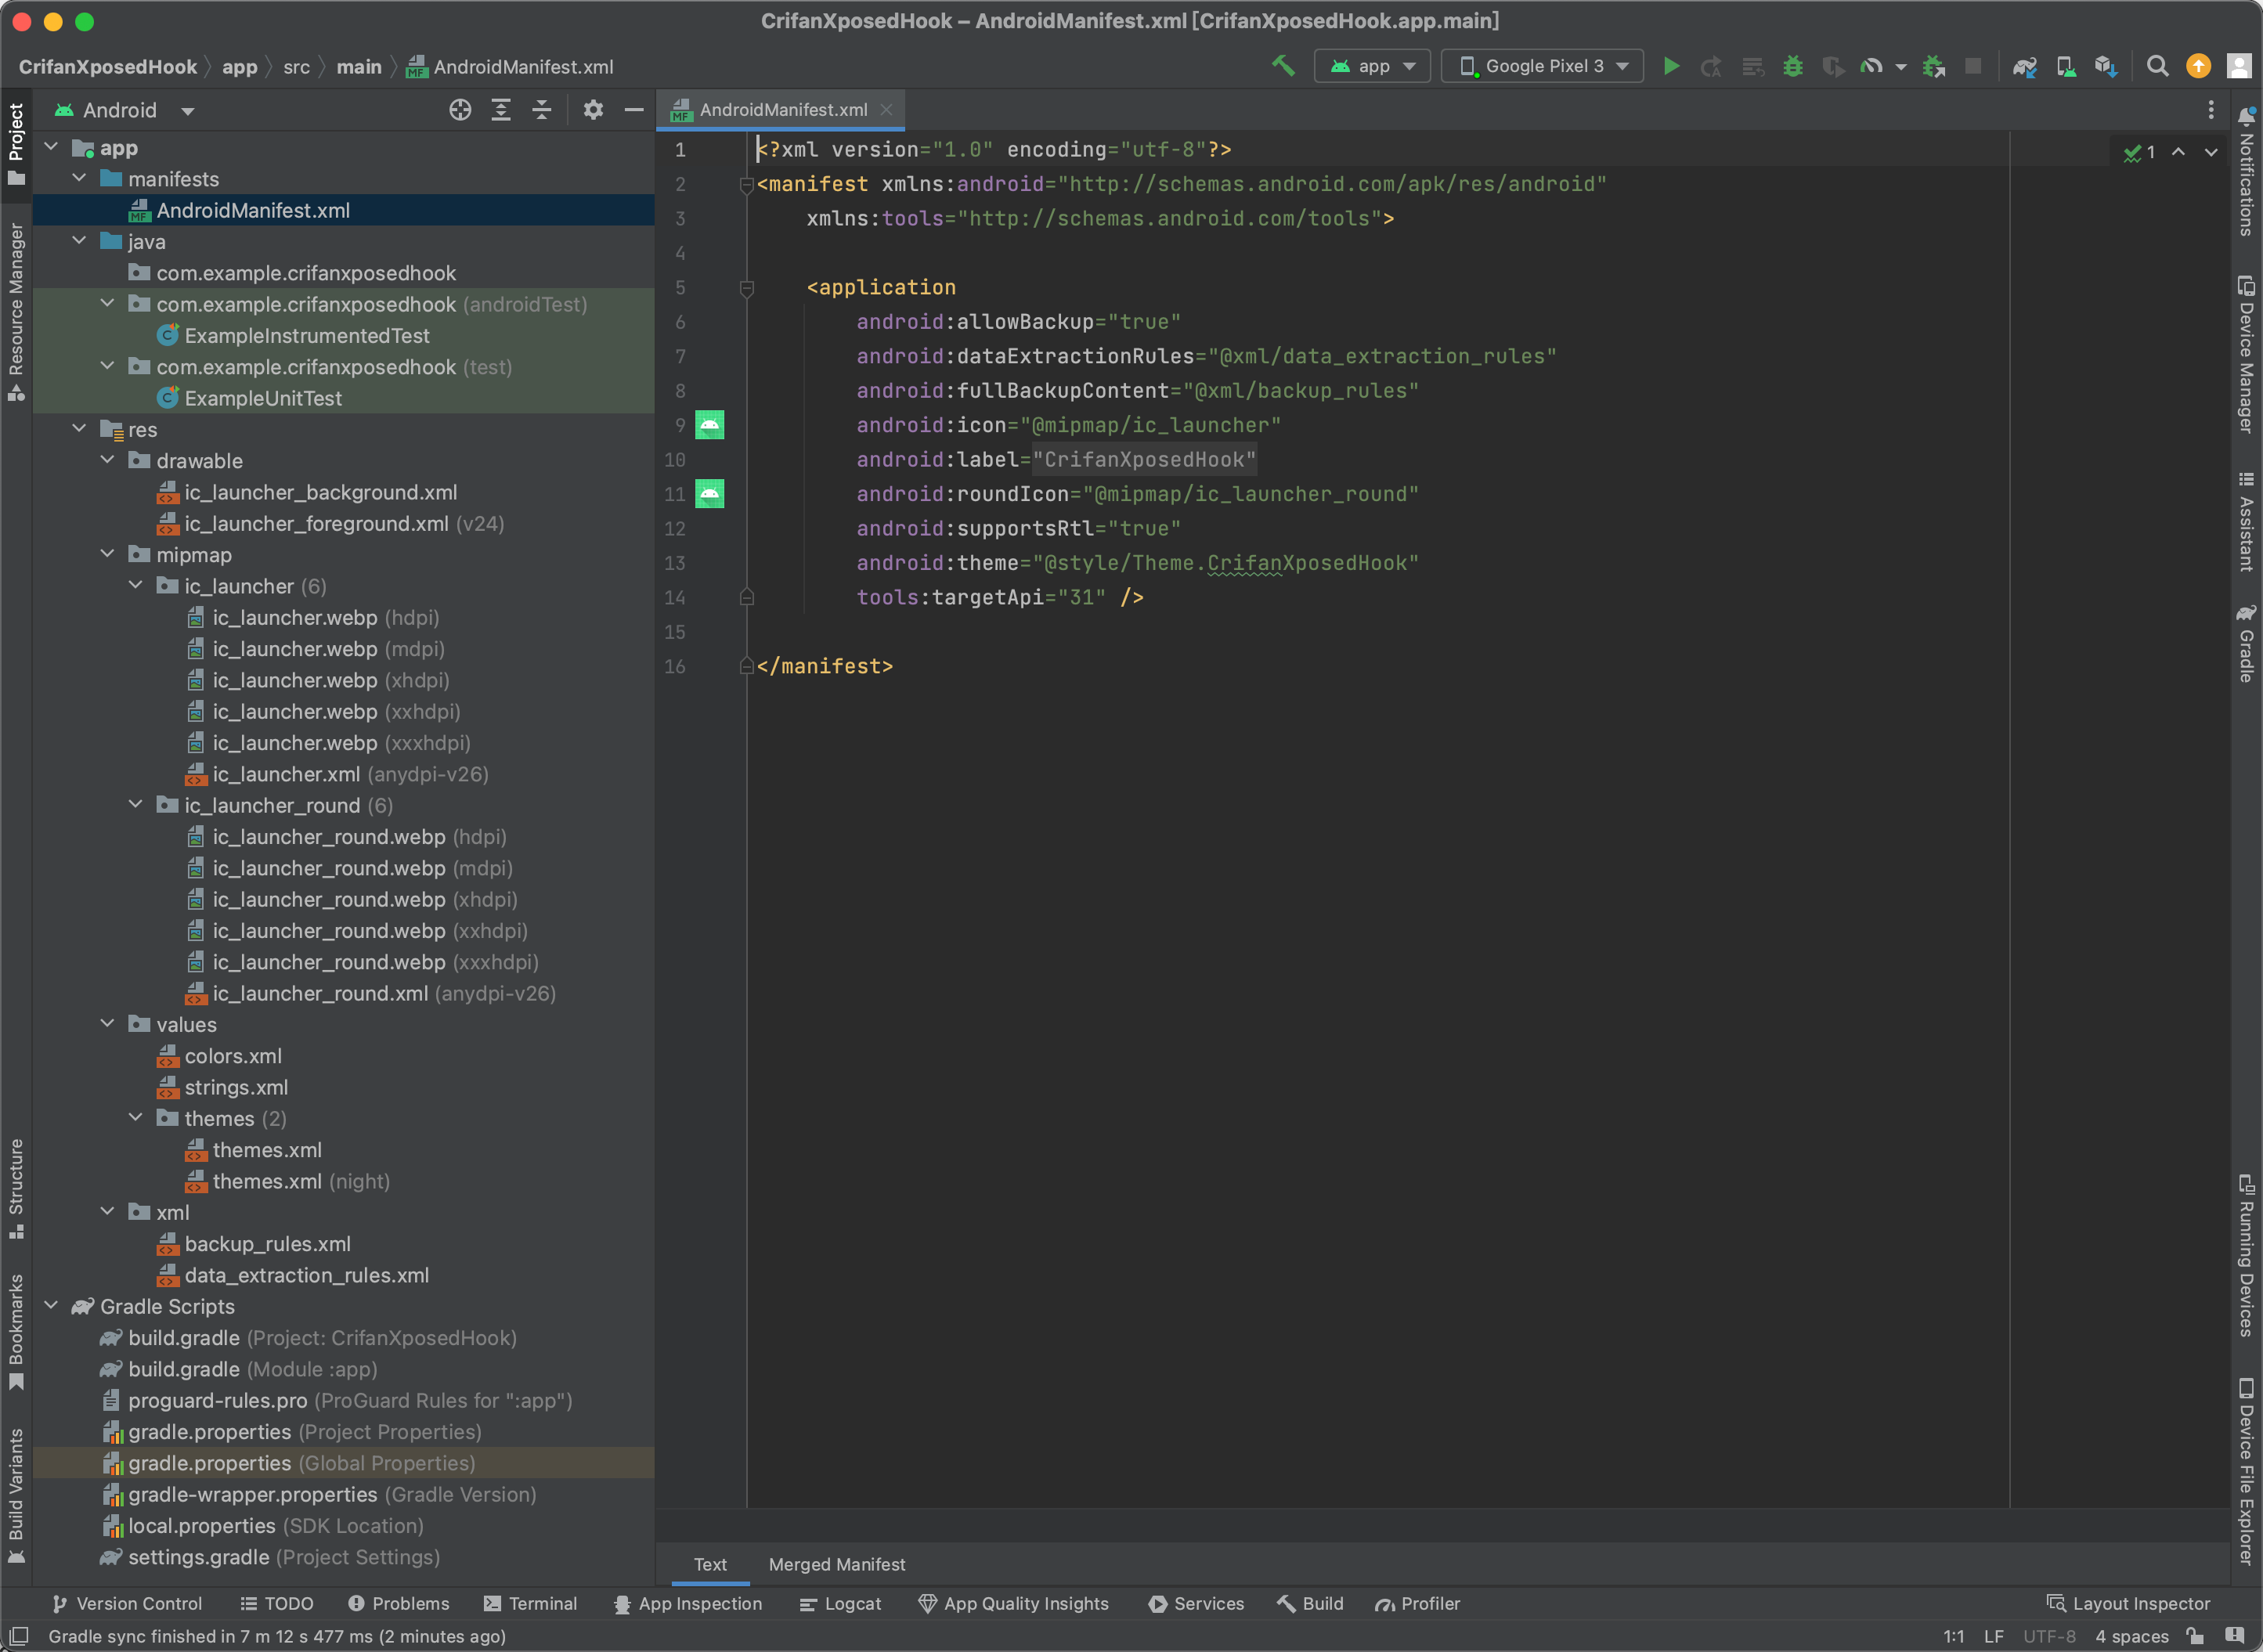 CrifanXposedHook – AndroidManifest.xml [CrifanXposedHook.app.main]
CrifanXposedHook app src main AndroidManifest.xml
app Google Pixel 3
Project
Resource Manager
Structure
Bookmarks
Build Variants
Android
app
manifests
AndroidManifest.xml
java
com.example.crifanxposedhook
com.example.crifanxposedhook (androidTest)
ExampleInstrumentedTest
com.example.crifanxposedhook (test)
ExampleUnitTest
res
drawable
ic_launcher_background.xml
ic_launcher_foreground.xml (v24)
mipmap
ic_launcher (6)
ic_launcher.webp (hdpi)
ic_launcher.webp (mdpi)
ic_launcher.webp (xhdpi)
ic_launcher.webp (xxhdpi)
ic_launcher.webp (xxxhdpi)
ic_launcher.xml (anydpi-v26)
ic_launcher_round (6)
ic_launcher_round.webp (hdpi)
ic_launcher_round.webp (mdpi)
ic_launcher_round.webp (xhdpi)
ic_launcher_round.webp (xxhdpi)
ic_launcher_round.webp (xxxhdpi)
ic_launcher_round.xml (anydpi-v26)
values
colors.xml
strings.xml
themes (2)
themes.xml
themes.xml (night)
xml
backup_rules.xml
data_extraction_rules.xml
Gradle Scripts
build.gradle (Project: CrifanXposedHook)
build.gradle (Module :app)
proguard-rules.pro (ProGuard Rules for ":app")
gradle.properties (Project Properties)
gradle.properties (Global Properties)
gradle-wrapper.properties (Gradle Version)
local.properties (SDK Location)
settings.gradle (Project Settings)
AndroidManifest.xml
1
1 <?xml version="1.0" encoding="utf-8"?>
2 <manifest xmlns:android="http://schemas.android.com/apk/res/android"
3 xmlns:tools="http://schemas.android.com/tools">
4
5 <application
6 android:allowBackup="true"
7 android:dataExtractionRules="@xml/data_extraction_rules"
8 android:fullBackupContent="@xml/backup_rules"
9 android:icon="@mipmap/ic_launcher"
10 android:label="CrifanXposedHook"
11 android:roundIcon="@mipmap/ic_launcher_round"
12 android:supportsRtl="true"
13 android:theme="@style/Theme.CrifanXposedHook"
14 tools:targetApi="31" />
15
16 </manifest>
Text Merged Manifest
Notifications
Device Manager
Assistant
Gradle
Running Devices
Device File Explorer
Version Control TODO Problems Terminal App Inspection Logcat App Quality Insights Services Build Profiler Layout Inspector
Gradle sync finished in 7 m 12 s 477 ms (2 minutes ago) 1:1 LF UTF-8 4 spaces